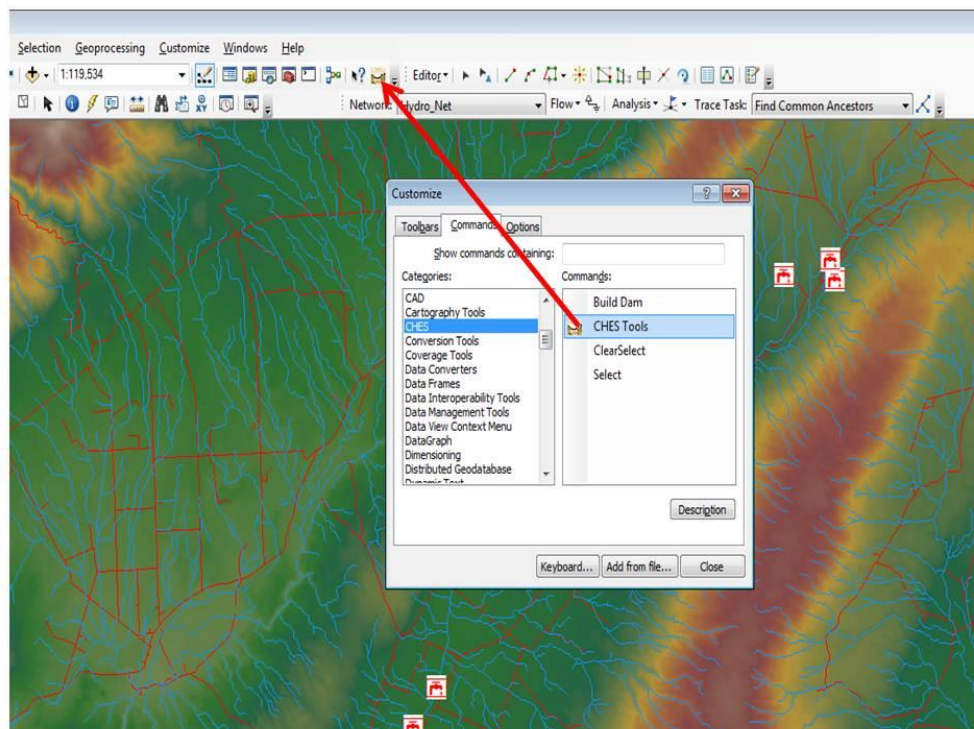 Selection Geoprocessing Customize Windows Help
1:119,534 Editor
Network: Hydro_Net Flow Analysis Trace Task: Find Common Ancestors
Customize
Toolbars Commands Options
Show commands containing:
Categories: Commands:
CAD
Cartography Tools
CHES
Conversion Tools
Coverage Tools
Data Converters
Data Frames
Data Interoperability Tools
Data Management Tools
Data View Context Menu
DataGraph
Dimensioning
Distributed Geodatabase
Dynamic Text
Build Dam
CHES Tools
ClearSelect
Select
Description
Keyboard... Add from file... Close